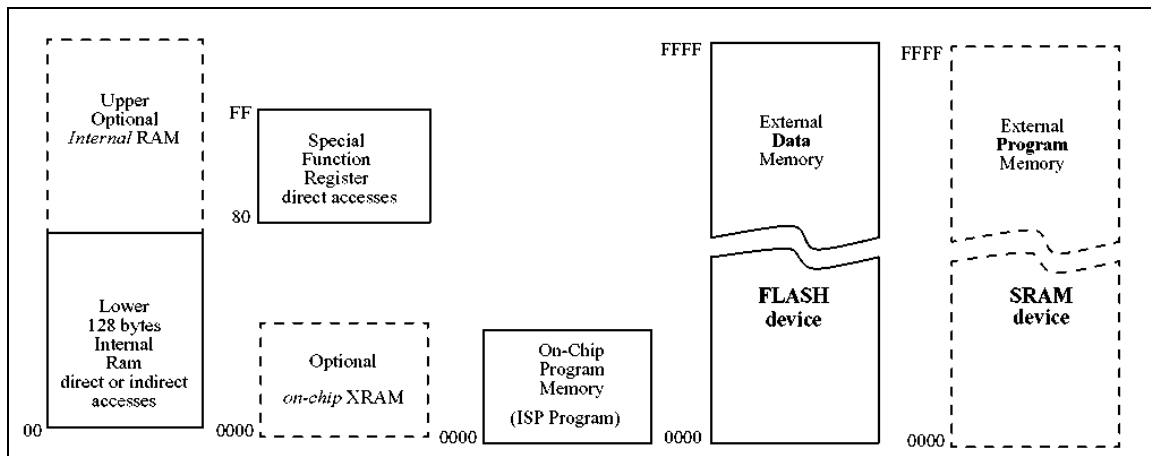 Upper
Optional
Internal RAM
Lower
128 bytes
Internal
Ram
direct or indirect
accesses
00
FF
Special
Function
Register
direct accesses
80
Optional
on-chip XRAM
0000
On-Chip
Program
Memory
(ISP Program)
0000
FFFF
External
Data
Memory
FLASH
device
0000
FFFF
External
Program
Memory
SRAM
device
0000